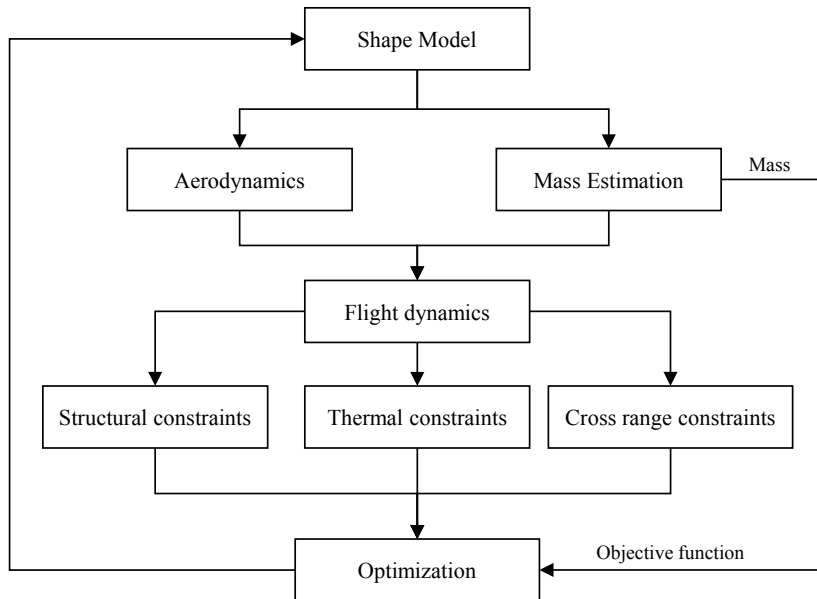 Shape Model
Aerodynamics
Mass Estimation
Mass
Flight dynamics
Structural constraints
Thermal constraints
Cross range constraints
Objective function
Optimization